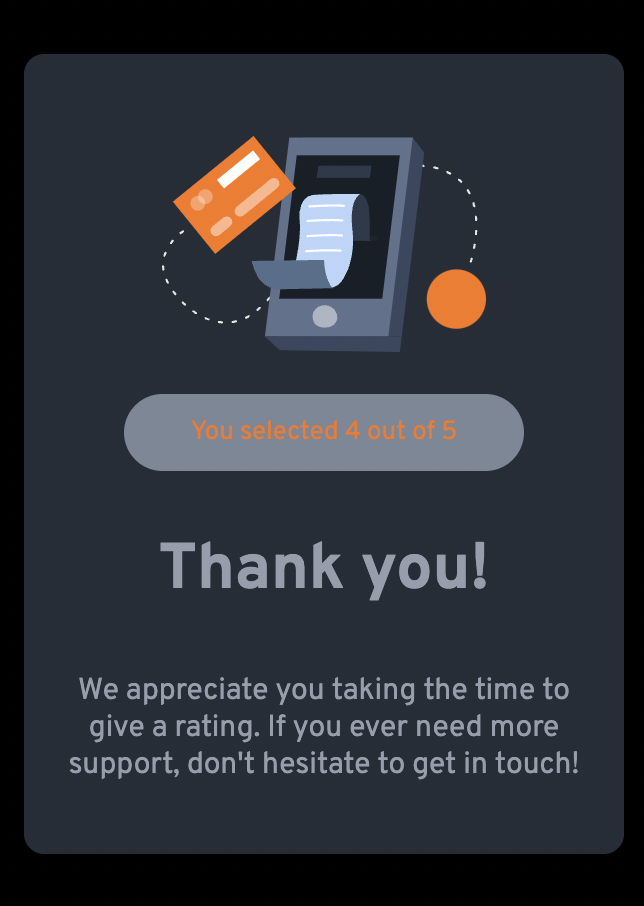 You selected 4 out of 5
Thank you!
We appreciate you taking the time to
give a rating. If you ever need more
support, don't hesitate to get in touch!